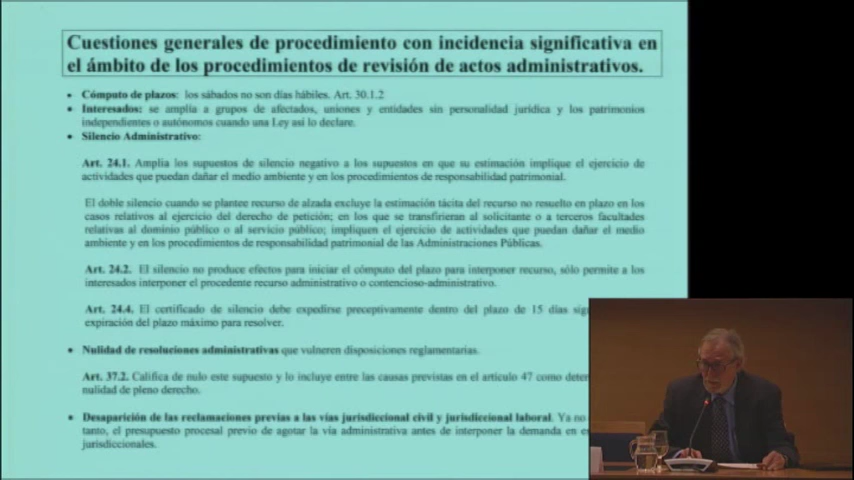 Cuestiones generales de procedimiento con incidencia significativa en
el ámbito de los procedimientos de revisión de actos administrativos.
• Cómputo de plazos: los sábados no son días hábiles. Art. 30.1.2
• Interesados: se amplia a grupos de afectados, uniones y entidades sin personalidad jurídica y los patrimonios
independientes o autónomos cuando una Ley así lo declare.
• Silencio Administrativo:
Art. 24.1. Amplia los supuestos de silencio negativo a los supuestos en que su estimación implique el ejercicio de
actividades que puedan dañar el medio ambiente y en los procedimientos de responsabilidad patrimonial.
El doble silencio cuando se plantee recurso de alzada excluye la estimación tácita del recurso no resuelto en plazo en los
casos relativos al ejercicio del derecho de petición; en los que se transfirieran al solicitante o a terceros facultades
relativas al dominio público o al servicio público; impliquen el ejercicio de actividades que puedan dañar el medio
ambiente y en los procedimientos de responsabilidad patrimonial de las Administraciones Públicas.
Art. 24.2. El silencio no produce efectos para iniciar el cómputo del plazo para interponer recurso, sólo permite a los
interesados interponer el procedente recurso administrativo o contencioso-administrativo.
Art. 24.4. El certificado de silencio debe expedirse preceptivamente dentro del plazo de 15 días
expiración del plazo máximo para resolver.
• Nulidad de resoluciones administrativas que vulneren disposiciones reglamentarias.
Art. 37.2. Califica de nulo este supuesto y lo incluye entre las causas previstas en el artículo 47 como
nulidad de pleno derecho.
• Desaparición de las reclamaciones previas a las vías jurisdiccional civil y jurisdiccional laboral. Ya no
tanto, el presupuesto procesal previo de agotar la vía administrativa antes de interponer la demanda en
jurisdiccionales.